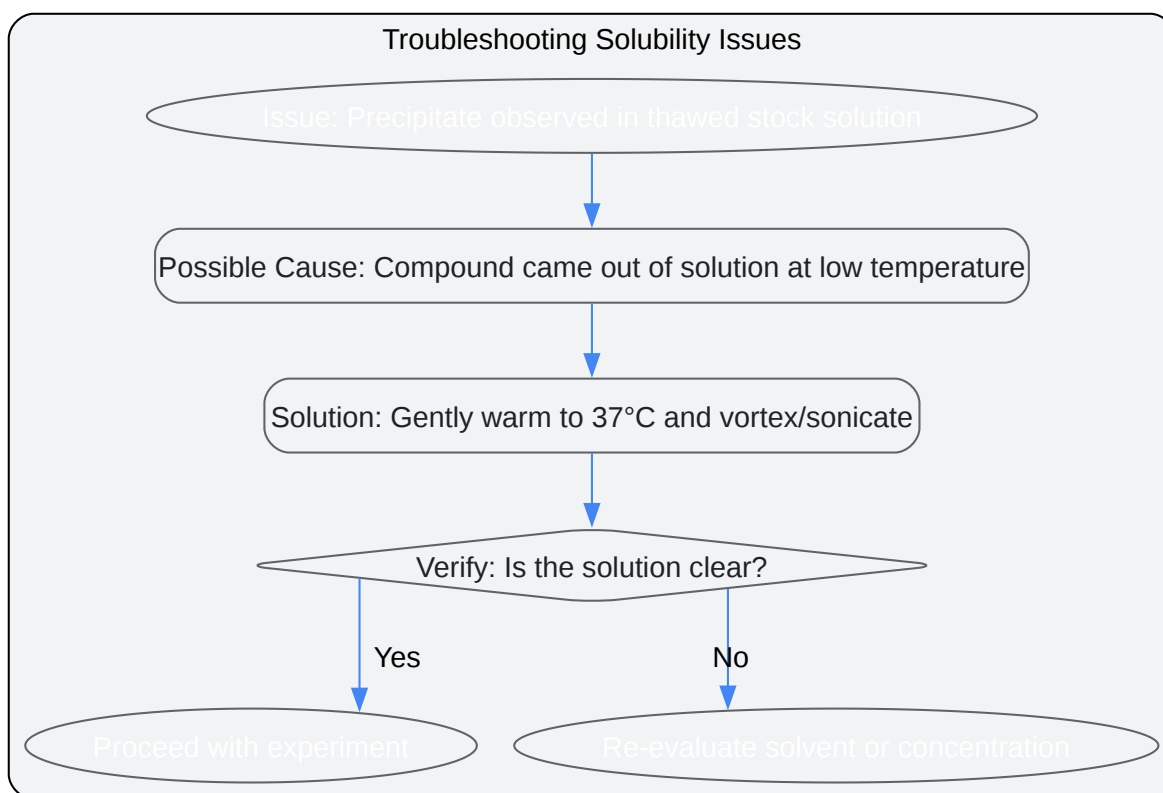 Troubleshooting Solubility Issues
Issue: Precipitate observed in thawed stock solution
Possible Cause: Compound came out of solution at low temperature
Solution: Gently warm to 37°C and vortex/sonicate
Verify: Is the solution clear?
Yes
No
Proceed with experiment
Re-evaluate solvent or concentration